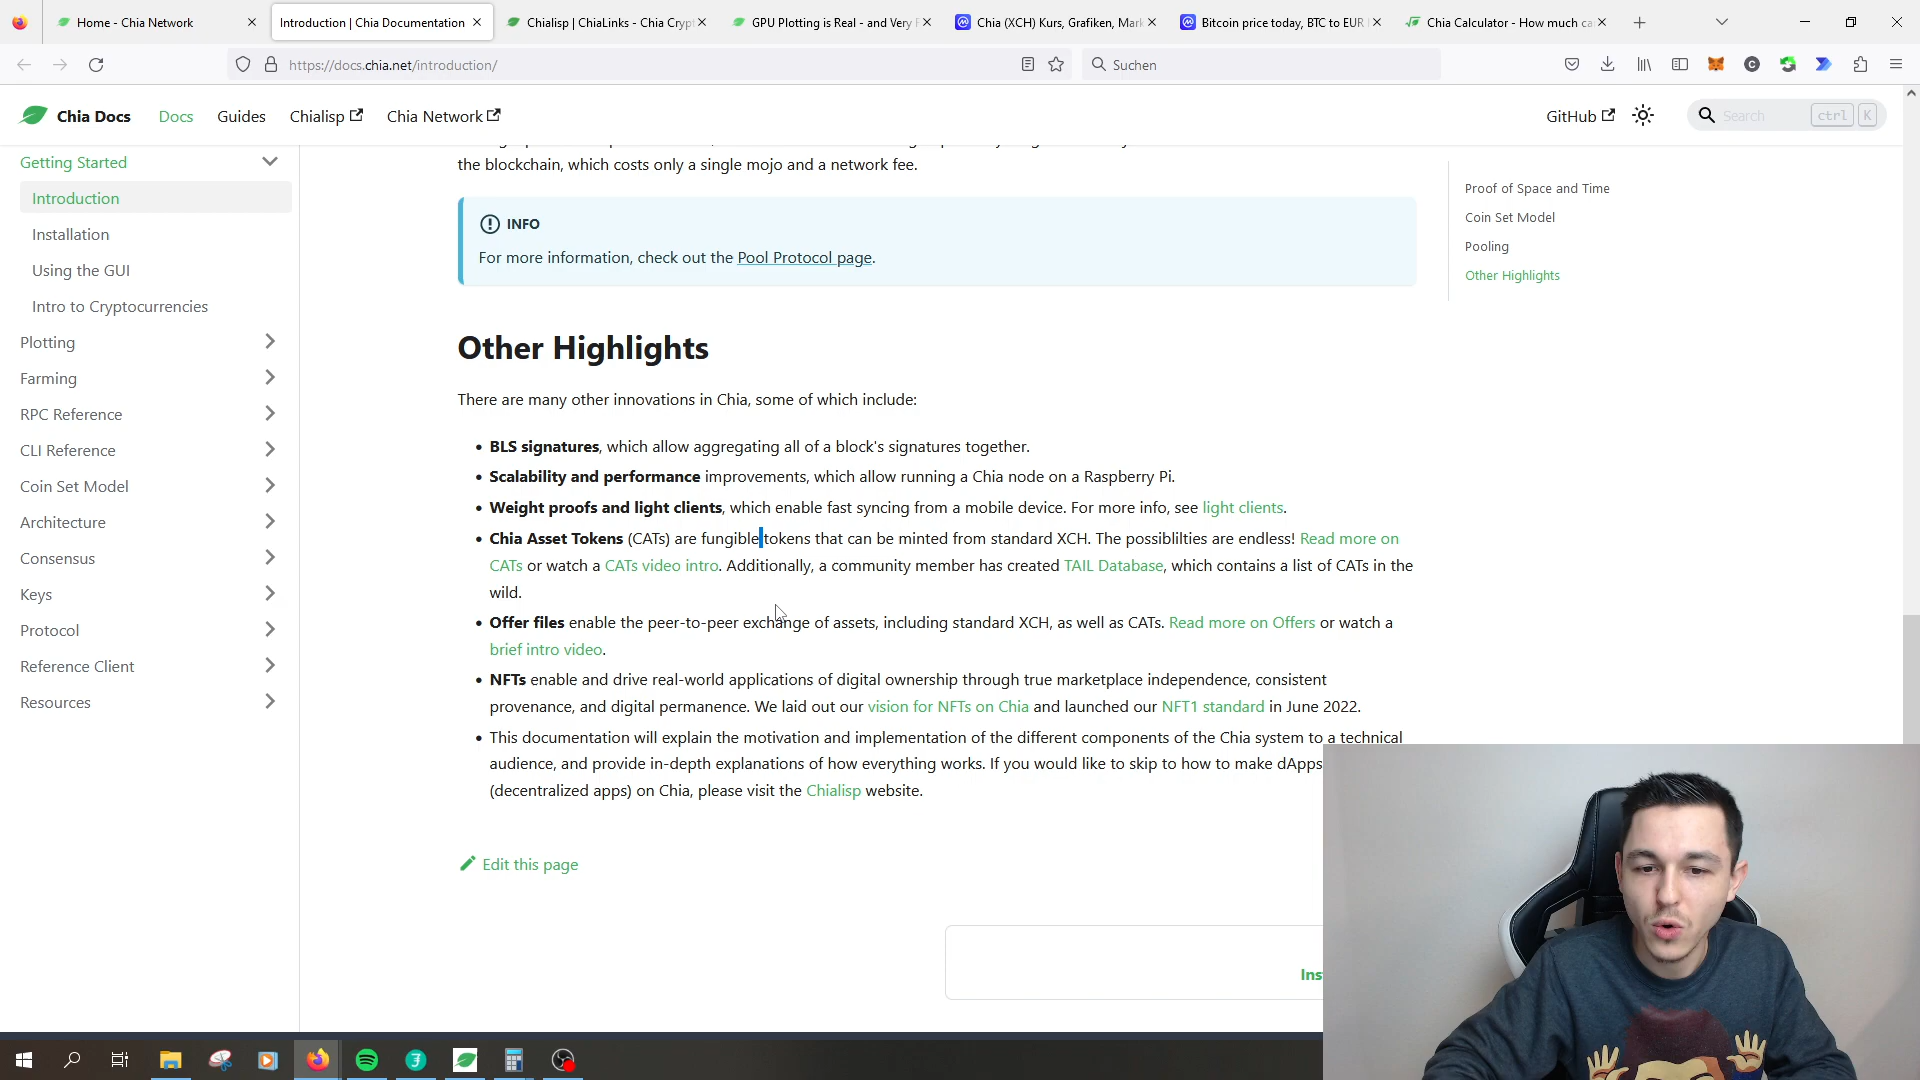 Home - Chia Network
Introduction | Chia Documentation
Chialisp | ChiaLinks - Chia Crypt
GPU Plotting is Real - and Very F
Chia (XCH) Kurs, Grafiken, Mark
Bitcoin price today, BTC to EUR
Chia Calculator - How much ca
https://docs.chia.net/introduction/
Suchen
Chia Docs
Docs
Guides
Chialisp
Chia Network
GitHub
Search
ctrl
K
Getting Started
Introduction
Installation
Using the GUI
Intro to Cryptocurrencies
Plotting
Farming
RPC Reference
CLI Reference
Coin Set Model
Architecture
Consensus
Keys
Protocol
Reference Client
Resources
the blockchain, which costs only a single mojo and a network fee.
INFO
For more information, check out the Pool Protocol page.
Other Highlights
There are many other innovations in Chia, some of which include:
• BLS signatures, which allow aggregating all of a block's signatures together.
• Scalability and performance improvements, which allow running a Chia node on a Raspberry Pi.
• Weight proofs and light clients, which enable fast syncing from a mobile device. For more info, see light clients.
• Chia Asset Tokens (CATs) are fungible tokens that can be minted from standard XCH. The possiblilties are endless! Read more on
CATs or watch a CATs video intro. Additionally, a community member has created TAIL Database, which contains a list of CATs in the
wild.
• Offer files enable the peer-to-peer exchange of assets, including standard XCH, as well as CATs. Read more on Offers or watch a
brief intro video.
• NFTs enable and drive real-world applications of digital ownership through true marketplace independence, consistent
provenance, and digital permanence. We laid out our vision for NFTs on Chia and launched our NFT1 standard in June 2022.
• This documentation will explain the motivation and implementation of the different components of the Chia system to a technical
audience, and provide in-depth explanations of how everything works. If you would like to skip to how to make dApps
(decentralized apps) on Chia, please visit the Chialisp website.
Edit this page
Ins
Proof of Space and Time
Coin Set Model
Pooling
Other Highlights